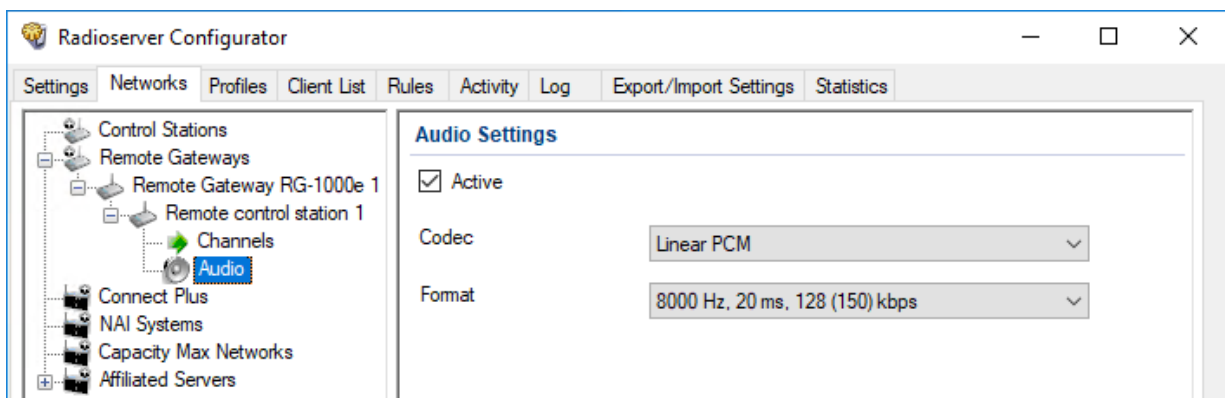 Radioserver Configurator
Settings Networks Profiles Client List Rules Activity Log Export/Import Settings Statistics
Control Stations
Remote Gateways
Remote Gateway RG-1000e 1
Remote control station 1
Channels
Audio
Connect Plus
NAI Systems
Capacity Max Networks
Affiliated Servers
Audio Settings
Active
Codec Linear PCM
Format 8000 Hz, 20 ms, 128 (150) kbps